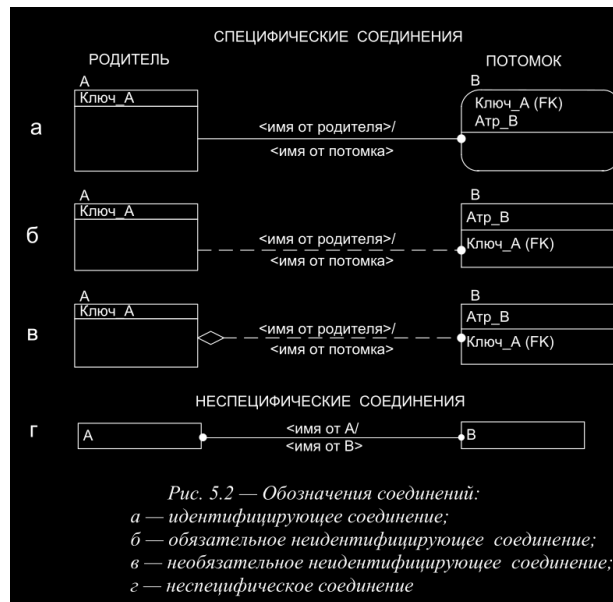 СПЕЦИФИЧЕСКИЕ СОЕДИНЕНИЯ
РОДИТЕЛЬ
ПОТОМОК
а
A
Ключ_А
<имя от родителя>/
<имя от потомка>
B
Ключ_А (FK)
Атр_В
б
A
Ключ_А
<имя от родителя>/
<имя от потомка>
B
Атр_В
Ключ_А (FK)
в
A
Ключ_А
<имя от родителя>/
<имя от потомка>
B
Атр_В
Ключ_А (FK)
НЕСПЕЦИФИЧЕСКИЕ СОЕДИНЕНИЯ
г
A
<имя от А/
<имя от В>
B
Рис. 5.2 — Обозначения соединений:
а — идентифицирующее соединение;
б — обязательное неидентифицирующее соединение;
в — необязательное неидентифицирующее соединение;
г — неспецифическое соединение